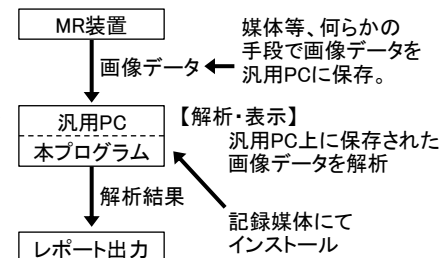 MR装置
媒体等、何らかの
手段で画像データを
汎用PCに保存。
画像データ
汎用PC
本プログラム
【解析・表示】
汎用PC上に保存された
画像データを解析
解析結果
記録媒体にて
インストール
レポート出力